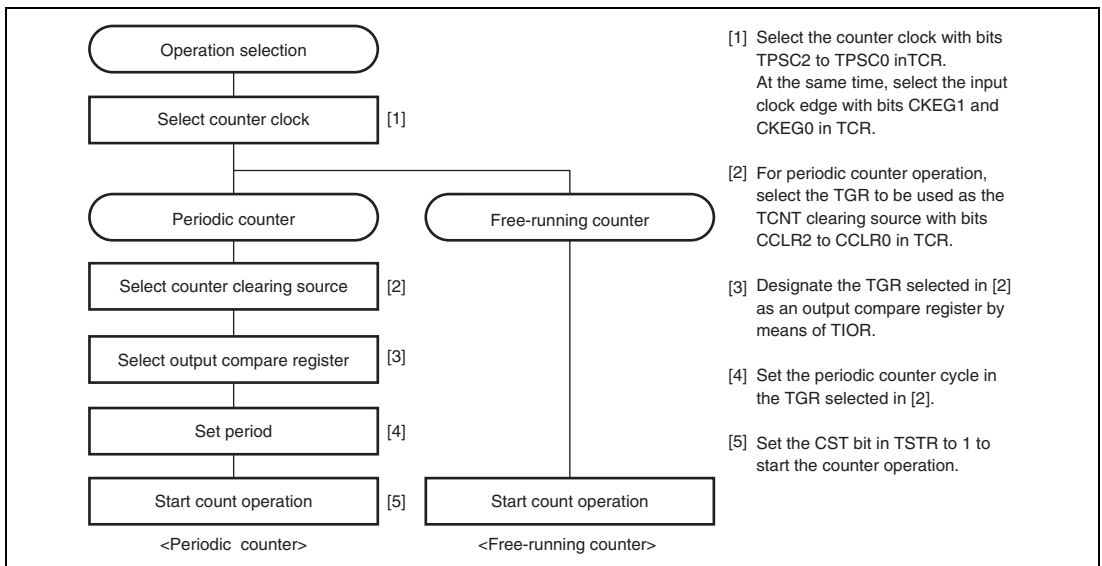 Operation selection
Select counter clock
[1]
Periodic counter
Free-running counter
Select counter clearing source
[2]
Select output compare register
[3]
Set period
[4]
Start count operation
[5]
Start count operation
<Periodic counter>
<Free-running counter>
[1] Select the counter clock with bits
TPSC2 to TPSC0 inTCR.
At the same time, select the input
clock edge with bits CKEG1 and
CKEG0 in TCR.
[2] For periodic counter operation,
select the TGR to be used as the
TCNT clearing source with bits
CCLR2 to CCLR0 in TCR.
[3] Designate the TGR selected in [2]
as an output compare register by
means of TIOR.
[4] Set the periodic counter cycle in
the TGR selected in [2].
[5] Set the CST bit in TSTR to 1 to
start the counter operation.